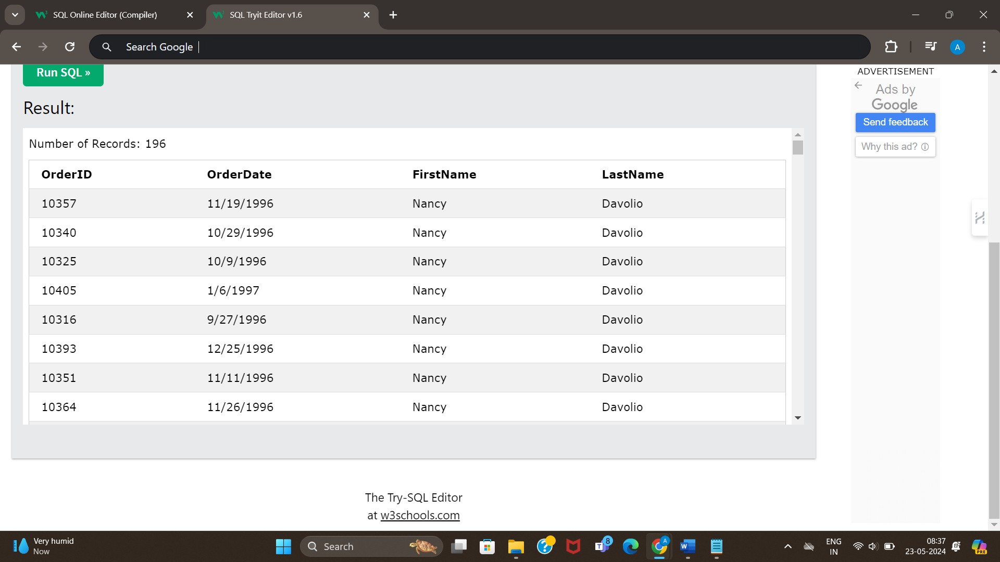 SQL Online Editor (Compiler)
SQL Tryit Editor v1.6
Search Google
A
Run SQL »
Result:
Number of Records: 196
OrderID OrderDate FirstName LastName
10357 11/19/1996 Nancy Davolio
10340 10/29/1996 Nancy Davolio
10325 10/9/1996 Nancy Davolio
10405 1/6/1997 Nancy Davolio
10316 9/27/1996 Nancy Davolio
10393 12/25/1996 Nancy Davolio
10351 11/11/1996 Nancy Davolio
10364 11/26/1996 Nancy Davolio
ADVERTISEMENT
Ads by
Google
Send feedback
Why this ad?
The Try-SQL Editor
at w3schools.com
Very humid
Now
Search
8
A
W
ENG
IN
08:37
23-05-2024
PRE